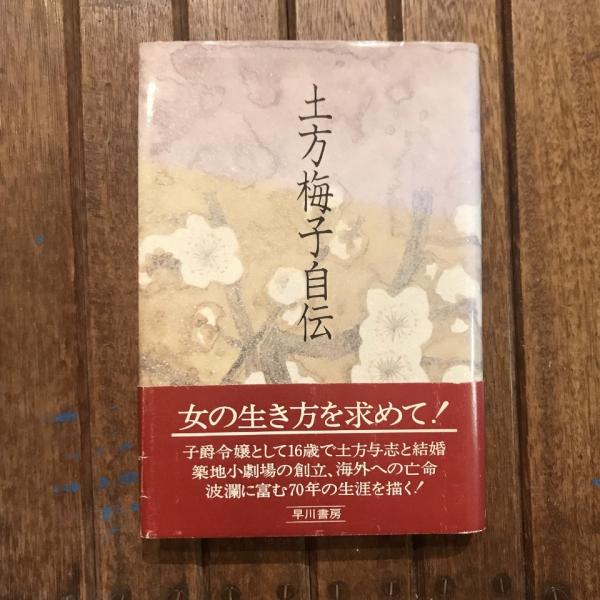 土方梅子自伝
女の生き方を求めて!
子爵令嬢として16歳で土方与志と結婚
築地小劇場の創立、海外への亡命
波瀾に富む70年の生涯を描く!
早川書房